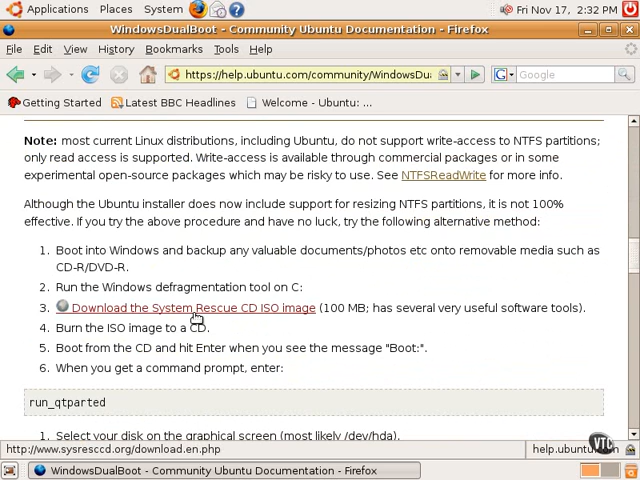 Applications Places System Fri Nov 17, 2:32 PM
WindowsDualBoot - Community Ubuntu Documentation - Firefox
File Edit View History Bookmarks Tools Help
https://help.ubuntu.com/community/WindowsDua Google
Getting Started Latest BBC Headlines Welcome - Ubuntu: ...
Note: most current Linux distributions, including Ubuntu, do not support write-access to NTFS partitions;
only read access is supported. Write-access is available through commercial packages or in some
experimental open-source packages which may be risky to use. See NTFSReadWrite for more info.
Although the Ubuntu installer does now include support for resizing NTFS partitions, it is not 100%
effective. If you try the above procedure and have no luck, try the following alternative method:
1. Boot into Windows and backup any valuable documents/photos etc onto removable media such as
CD-R/DVD-R.
2. Run the Windows defragmentation tool on C:
3. Download the System Rescue CD ISO image (100 MB; has several very useful software tools).
4. Burn the ISO image to a CD.
5. Boot from the CD and hit Enter when you see the message "Boot:".
6. When you get a command prompt, enter:
run_qtparted
1. Select your disk on the graphical screen (most likely /dev/hda).
http://www.sysresccd.org/download.en.php help.ubuntu
VTC
WindowsDualBoot - Community Ubuntu Documentation - Firefox